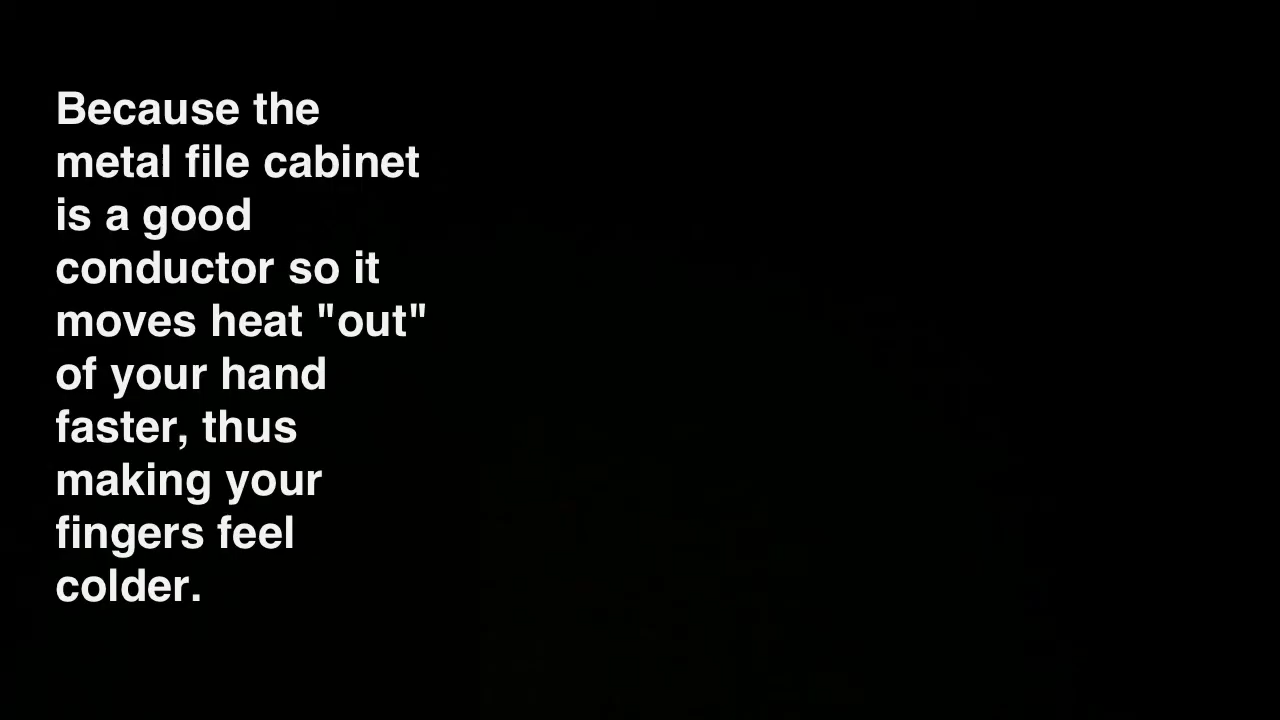 Because the
metal file cabinet
is a good
conductor so it
moves heat "out"
of your hand
faster, thus
making your
fingers feel
colder.